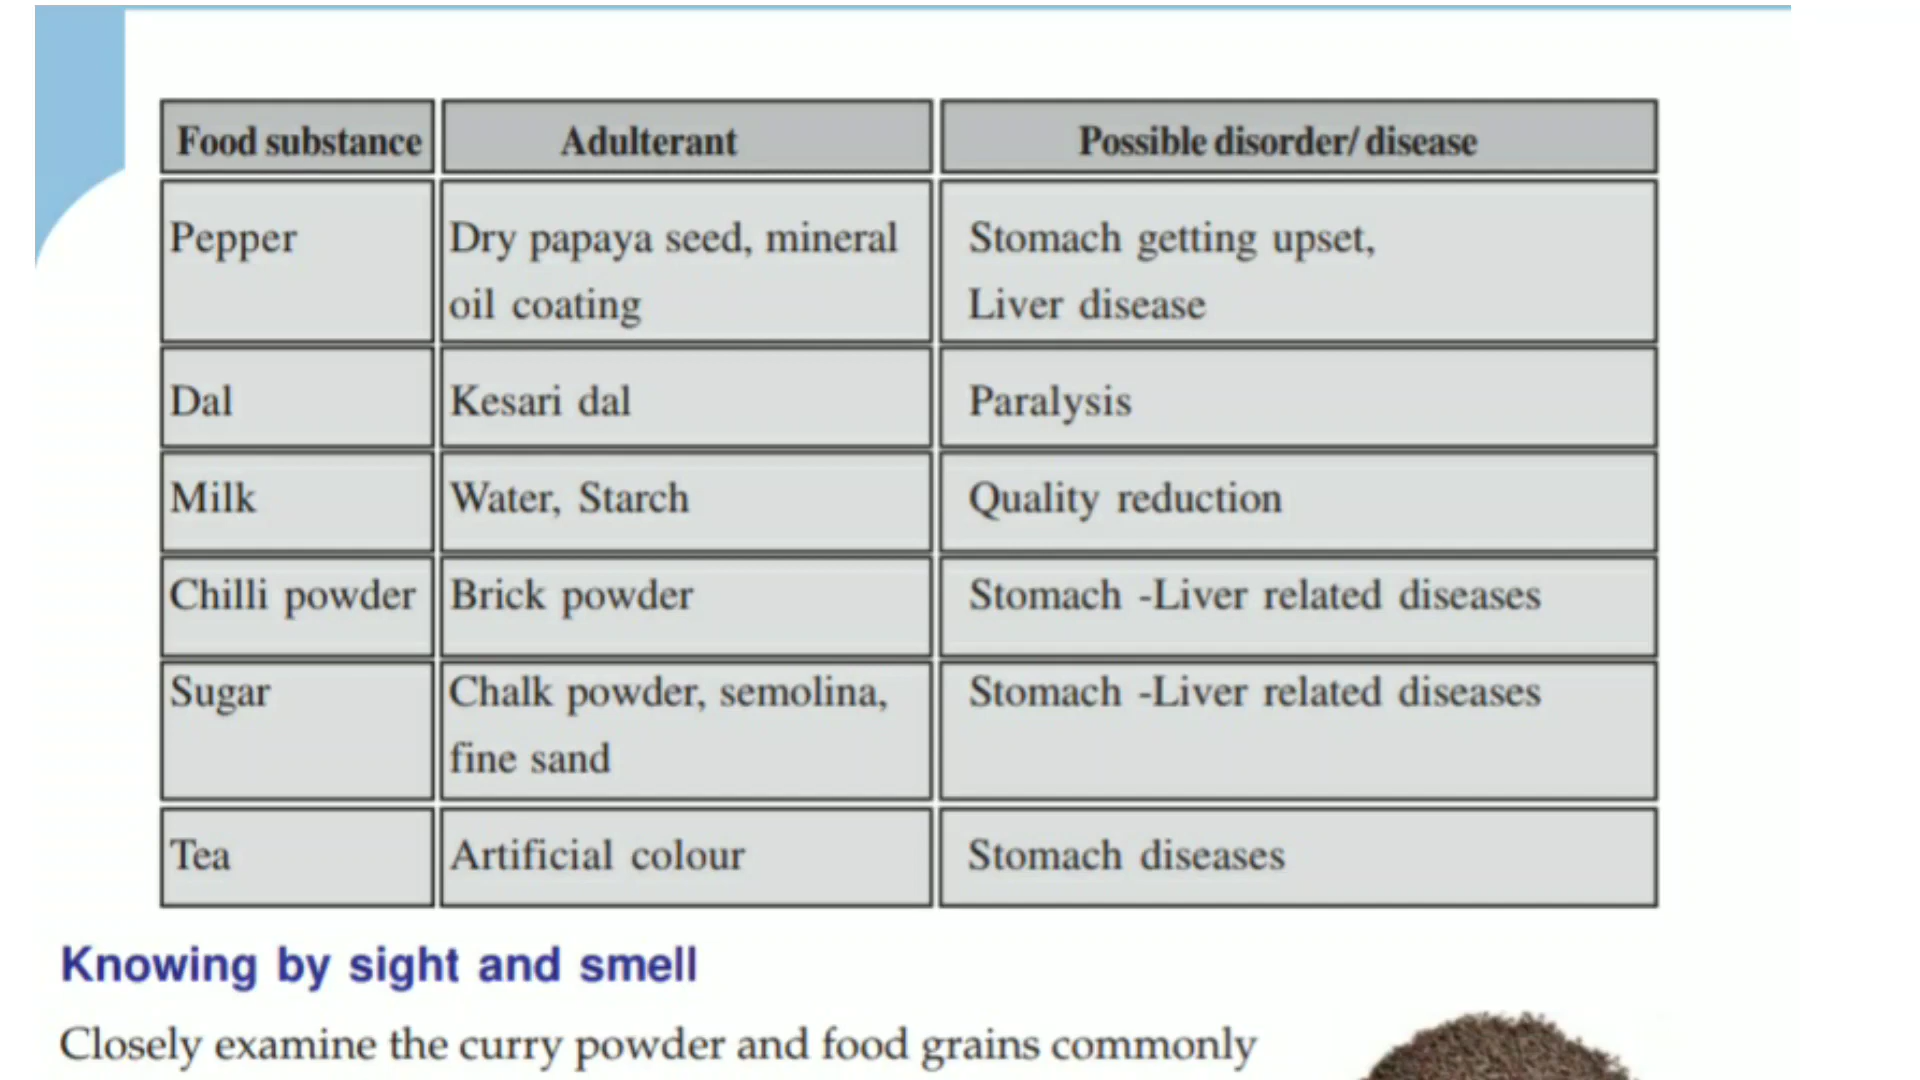 Food substance Adulterant Possible disorder/ disease
Pepper Dry papaya seed, mineral Stomach getting upset,
oil coating Liver disease
Dal Kesari dal Paralysis
Milk Water, Starch Quality reduction
Chilli powder Brick powder Stomach -Liver related diseases
Sugar Chalk powder, semolina, Stomach -Liver related diseases
fine sand
Tea Artificial colour Stomach diseases
Knowing by sight and smell
Closely examine the curry powder and food grains commonly